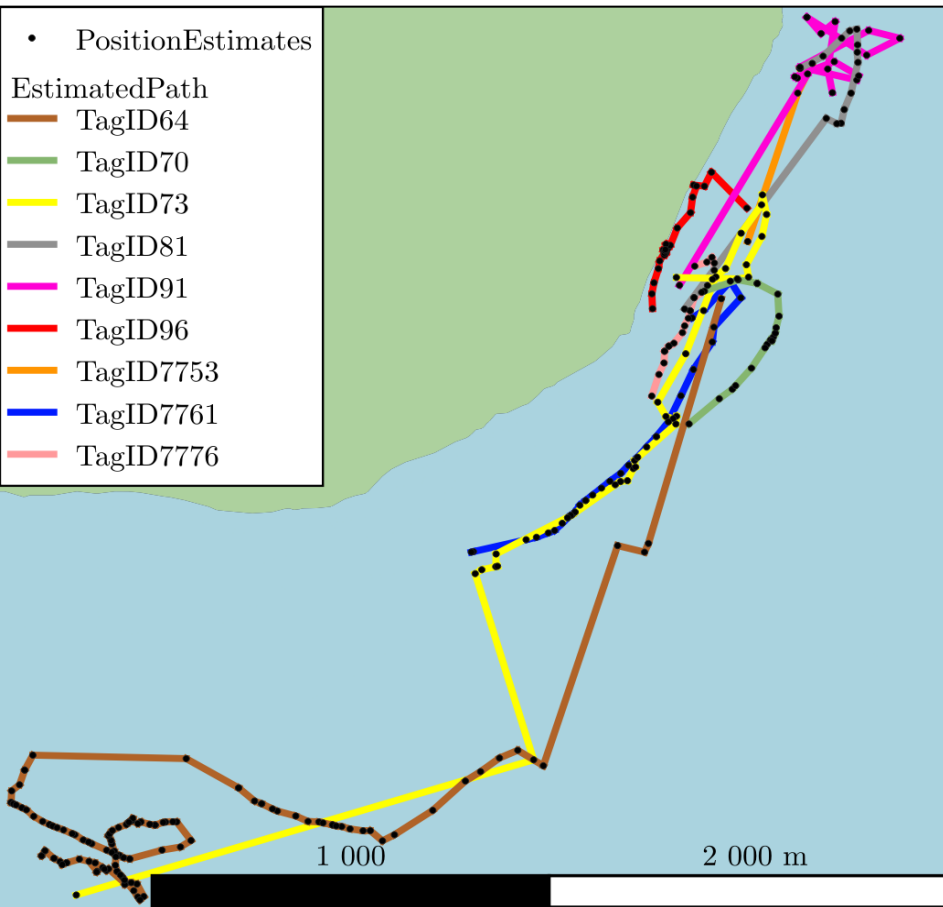 PositionEstimates
EstimatedPath
TagID64
TagID70
TagID73
TagID81
TagID91
TagID96
TagID7753
TagID7761
TagID7776
1 000 2 000 m